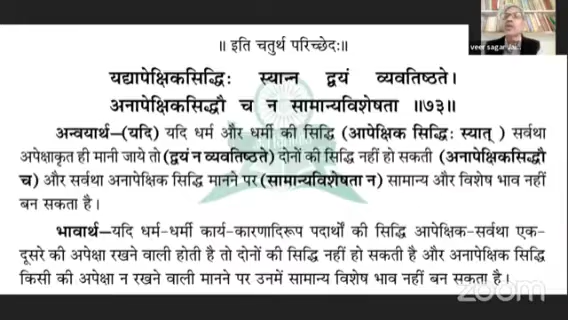 veer sagar Jai...
॥ इति चतुर्थ परिच्छेदः॥
यद्यापेक्षिकसिद्धिः स्यान्न द्वयं व्यवतिष्ठते।
अनापेक्षिकसिद्धौ च न सामान्यविशेषता ॥७३॥
अन्वयार्थ—(यदि) यदि धर्म और धर्मी की सिद्धि (आपेक्षिक सिद्धिः स्यात् ) सर्वथा
अपेक्षाकृत ही मानी जाये तो (द्वयं न व्यवतिष्ठते) दोनों की सिद्धि नहीं हो सकती (अनापेक्षिकसिद्धौ
च) और सर्वथा अनापेक्षिक सिद्धि मानने पर (सामान्यविशेषता न) सामान्य और विशेष भाव नहीं
बन सकता है।
भावार्थ—यदि धर्म-धर्मी कार्य-कारणादिरूप पदार्थों की सिद्धि आपेक्षिक-सर्वथा एक-
दूसरे की अपेक्षा रखने वाली होती है तो दोनों की सिद्धि नहीं हो सकती है और अनापेक्षिक सिद्धि
किसी की अपेक्षा न रखने वाली मानने पर उनमें सामान्य विशेष भाव नहीं बन सकता है।
zoom